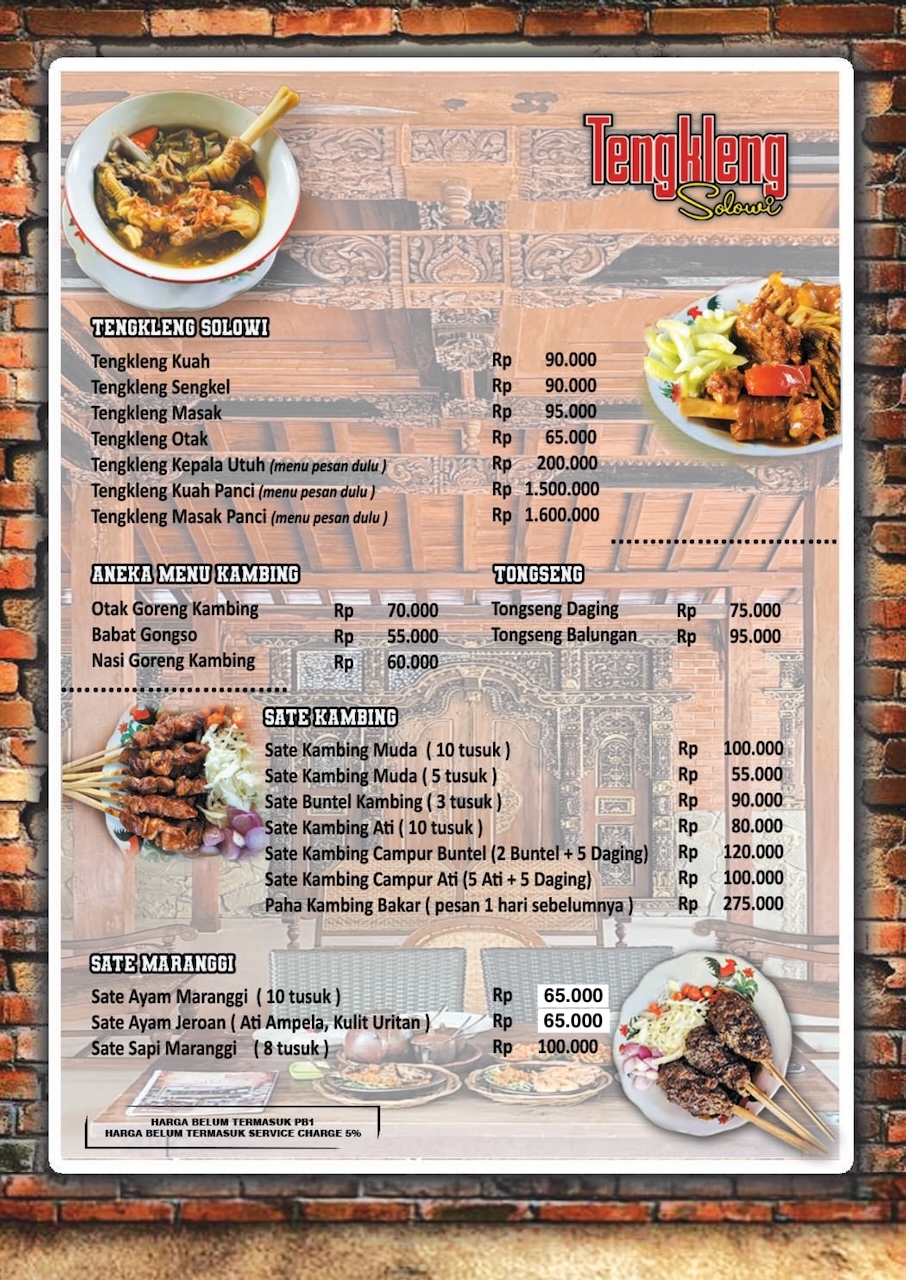 Tengkleng
Solowi
TENGKLENG SOLOWI
Tengkleng Kuah Rp 90.000
Tengkleng Sengkel Rp 90.000
Tengkleng Masak Rp 95.000
Tengkleng Otak Rp 65.000
Tengkleng Kepala Utuh (menu pesan dulu ) Rp 200.000
Tengkleng Kuah Panci (menu pesan dulu ) Rp 1.500.000
Tengkleng Masak Panci (menu pesan dulu ) Rp 1.600.000
ANEKA MENU KAMBING
Otak Goreng Kambing Rp 70.000
Babat Gongso Rp 55.000
Nasi Goreng Kambing Rp 60.000
TONGSENG
Tongseng Daging Rp 75.000
Tongseng Balungan Rp 95.000
SATE KAMBING
Sate Kambing Muda ( 10 tusuk ) Rp 100.000
Sate Kambing Muda ( 5 tusuk ) Rp 55.000
Sate Buntel Kambing ( 3 tusuk ) Rp 90.000
Sate Kambing Ati ( 10 tusuk ) Rp 80.000
Sate Kambing Campur Buntel (2 Buntel + 5 Daging) Rp 120.000
Sate Kambing Campur Ati (5 Ati + 5 Daging) Rp 100.000
Paha Kambing Bakar ( pesan 1 hari sebelumnya ) Rp 275.000
SATE MARANGGI
Sate Ayam Maranggi ( 10 tusuk ) Rp 65.000
Sate Ayam Jeroan ( Ati Ampela, Kulit Uritan ) Rp 65.000
Sate Sapi Maranggi ( 8 tusuk ) Rp 100.000
HARGA BELUM TERMASUK PB1
HARGA BELUM TERMASUK SERVICE CHARGE 5%